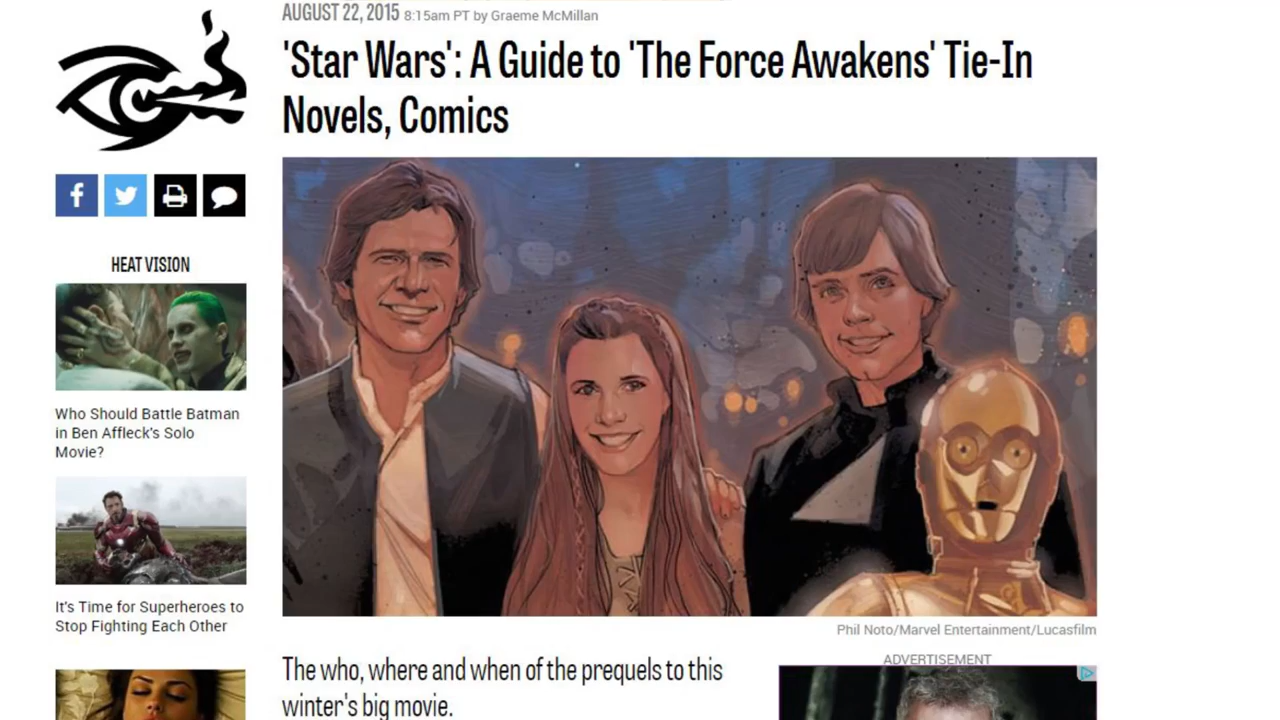 AUGUST 22, 2015 8:15am PT by Graeme McMillan
'Star Wars': A Guide to 'The Force Awakens' Tie-In
Novels, Comics
HEAT VISION
Who Should Battle Batman
in Ben Affleck's Solo
Movie?
It's Time for Superheroes to
Stop Fighting Each Other
Phil Noto/Marvel Entertainment/Lucasfilm
The who, where and when of the prequels to this
winter's big movie.
ADVERTISEMENT